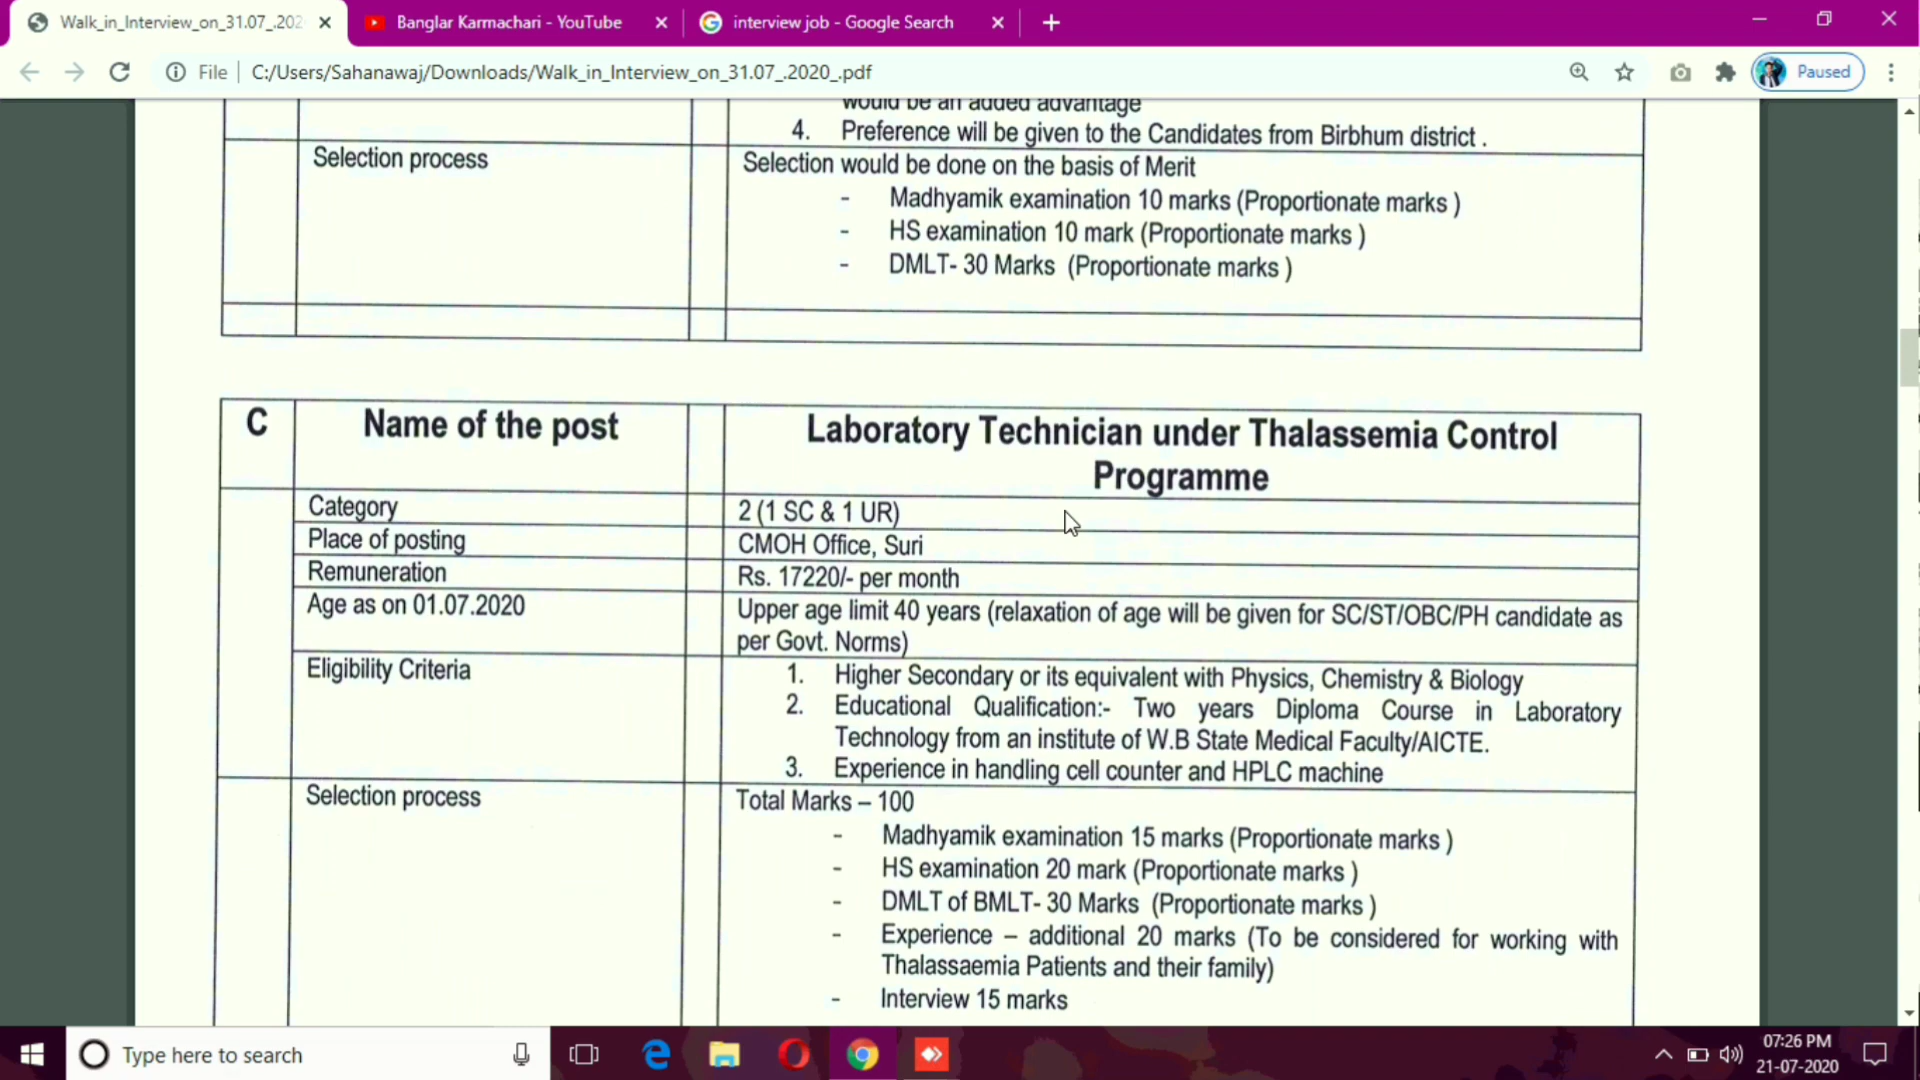 Walk_in_Interview_on_31.07_.202
Banglar Karmachari - YouTube
interview job - Google Search
File
C:/Users/Sahanawaj/Downloads/Walk_in_Interview_on_31.07_.2020_.pdf
Paused
would be an added advantage
4. Preference will be given to the Candidates from Birbhum district .
Selection process
Selection would be done on the basis of Merit
- Madhyamik examination 10 marks (Proportionate marks )
- HS examination 10 mark (Proportionate marks )
- DMLT- 30 Marks (Proportionate marks )
C
Name of the post
Laboratory Technician under Thalassemia Control
Programme
Category
2 (1 SC & 1 UR)
Place of posting
CMOH Office, Suri
Remuneration
Rs. 17220/- per month
Age as on 01.07.2020
Upper age limit 40 years (relaxation of age will be given for SC/ST/OBC/PH candidate as
per Govt. Norms)
Eligibility Criteria
1. Higher Secondary or its equivalent with Physics, Chemistry & Biology
2. Educational Qualification:- Two years Diploma Course in Laboratory
Technology from an institute of W.B State Medical Faculty/AICTE.
3. Experience in handling cell counter and HPLC machine
Selection process
Total Marks – 100
- Madhyamik examination 15 marks (Proportionate marks )
- HS examination 20 mark (Proportionate marks )
- DMLT of BMLT- 30 Marks (Proportionate marks )
- Experience – additional 20 marks (To be considered for working with
Thalassaemia Patients and their family)
- Interview 15 marks
Type here to search
07:26 PM
21-07-2020